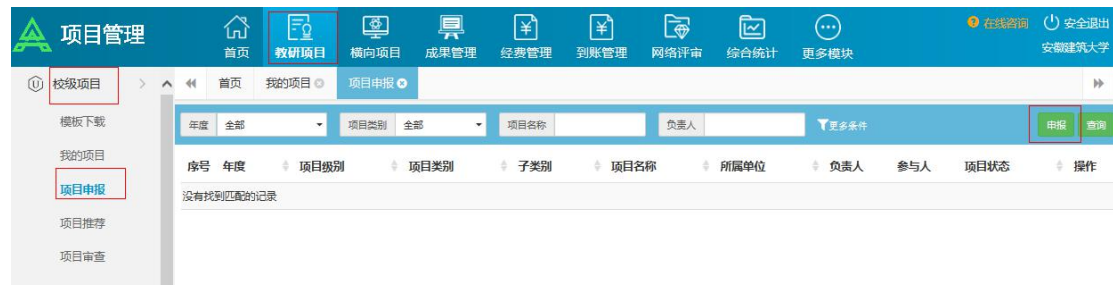 项目管理
首页 教研项目 横向项目 成果管理 经费管理 到账管理 网络评审 综合统计 更多模块
在线咨询 安全退出
安徽建筑大学
校级项目
首页 我的项目 项目申报
模板下载
我的项目
项目申报
项目推荐
项目审查
年度 全部 项目类别 全部 项目名称 负责人 更多条件 申报 查询
序号 年度 项目级别 项目类别 子类别 项目名称 所属单位 负责人 参与人 项目状态 操作
没有找到匹配的记录